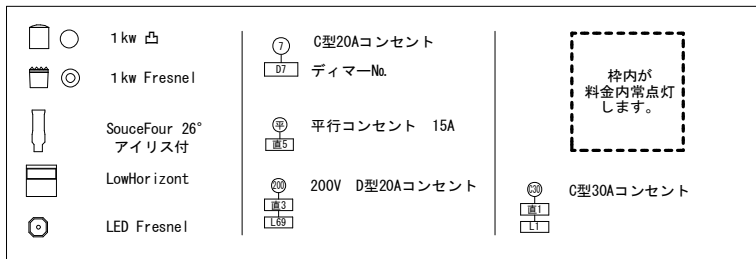 1kw 凸
1kw Fresnel
SouceFour 26°
アイリス付
LowHorizont
LED Fresnel
7
D7
C型20Aコンセント
ディマーNo.
平
直5
平行コンセント 15A
200
直3
L69
200V D型20Aコンセント
枠内が
料金内常点灯
します。
C30
直1
L1
C型30Aコンセント